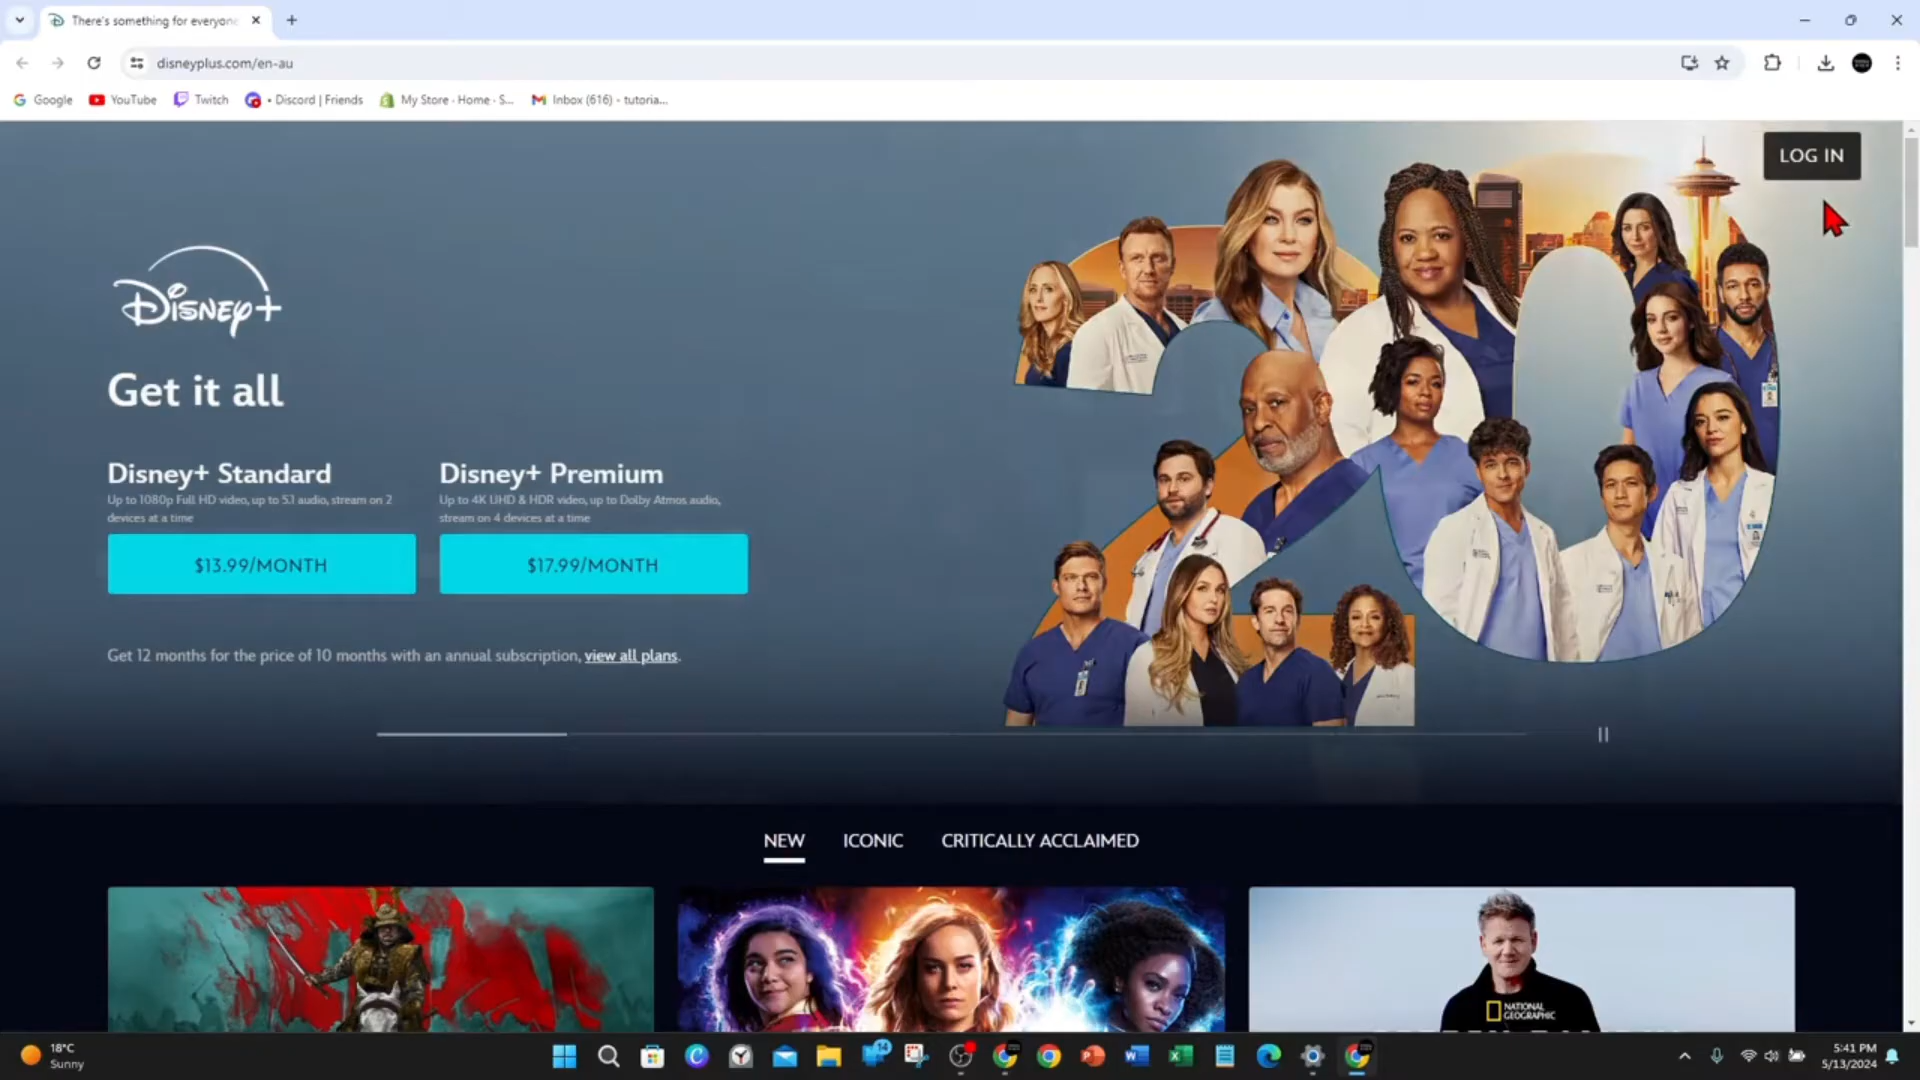 There's something for everyone
disneyplus.com/en-au
Google
YouTube
Twitch
• Discord | Friends
My Store · Home · S...
Inbox (616) - tutoria...
LOG IN
Disney+
Get it all
Disney+ Standard
Up to 1080p Full HD video, up to 5.1 audio, stream on 2
devices at a time
$13.99/MONTH
Disney+ Premium
Up to 4K UHD & HDR video, up to Dolby Atmos audio,
stream on 4 devices at a time
$17.99/MONTH
Get 12 months for the price of 10 months with an annual subscription, view all plans.
NEW
ICONIC
CRITICALLY ACCLAIMED
NATIONAL
GEOGRAPHIC
18°C
Sunny
14
5:41 PM
5/13/2024